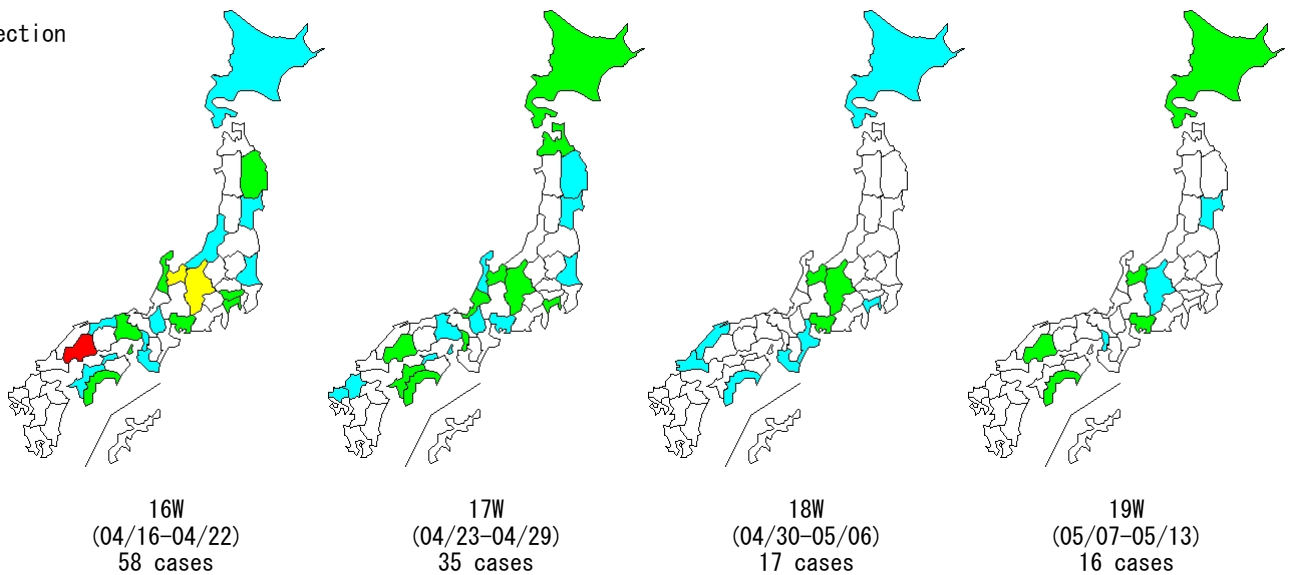 ection
16W
(04/16-04/22)
58 cases
17W
(04/23-04/29)
35 cases
18W
(04/30-05/06)
17 cases
19W
(05/07-05/13)
16 cases